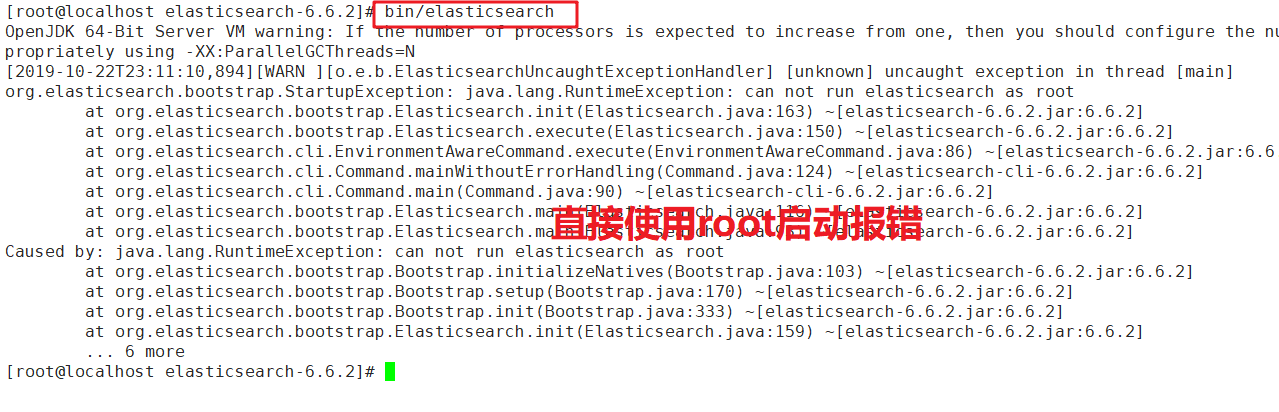 [root@localhost elasticsearch-6.6.2]# bin/elasticsearch
OpenJDK 64-Bit Server VM warning: If the number of processors is expected to increase from one, then you should configure the nu
propriately using -XX:ParallelGCThreads=N
[2019-10-22T23:11:10,894][WARN ][o.e.b.ElasticsearchUncaughtExceptionHandler] [unknown] uncaught exception in thread [main]
org.elasticsearch.bootstrap.StartupException: java.lang.RuntimeException: can not run elasticsearch as root
at org.elasticsearch.bootstrap.Elasticsearch.init(Elasticsearch.java:163) ~[elasticsearch-6.6.2.jar:6.6.2]
at org.elasticsearch.bootstrap.Elasticsearch.execute(Elasticsearch.java:150) ~[elasticsearch-6.6.2.jar:6.6.2]
at org.elasticsearch.cli.EnvironmentAwareCommand.execute(EnvironmentAwareCommand.java:86) ~[elasticsearch-6.6.2.jar:6.6
at org.elasticsearch.cli.Command.mainWithoutErrorHandling(Command.java:124) ~[elasticsearch-cli-6.6.2.jar:6.6.2]
at org.elasticsearch.cli.Command.main(Command.java:90) ~[elasticsearch-cli-6.6.2.jar:6.6.2]
at org.elasticsearch.bootstrap.Elasticsearch.main(Elasticsearch.java:116) ~[elasticsearch-6.6.2.jar:6.6.2]
at org.elasticsearch.bootstrap.Elasticsearch.main 6.6.2.jar:6.6.2]
直接使用root启动报错
Caused by: java.lang.RuntimeException: can not run elasticsearch as root
at org.elasticsearch.bootstrap.Bootstrap.initializeNatives(Bootstrap.java:103) ~[elasticsearch-6.6.2.jar:6.6.2]
at org.elasticsearch.bootstrap.Bootstrap.setup(Bootstrap.java:170) ~[elasticsearch-6.6.2.jar:6.6.2]
at org.elasticsearch.bootstrap.Bootstrap.init(Bootstrap.java:333) ~[elasticsearch-6.6.2.jar:6.6.2]
at org.elasticsearch.bootstrap.Elasticsearch.init(Elasticsearch.java:159) ~[elasticsearch-6.6.2.jar:6.6.2]
... 6 more
[root@localhost elasticsearch-6.6.2]#